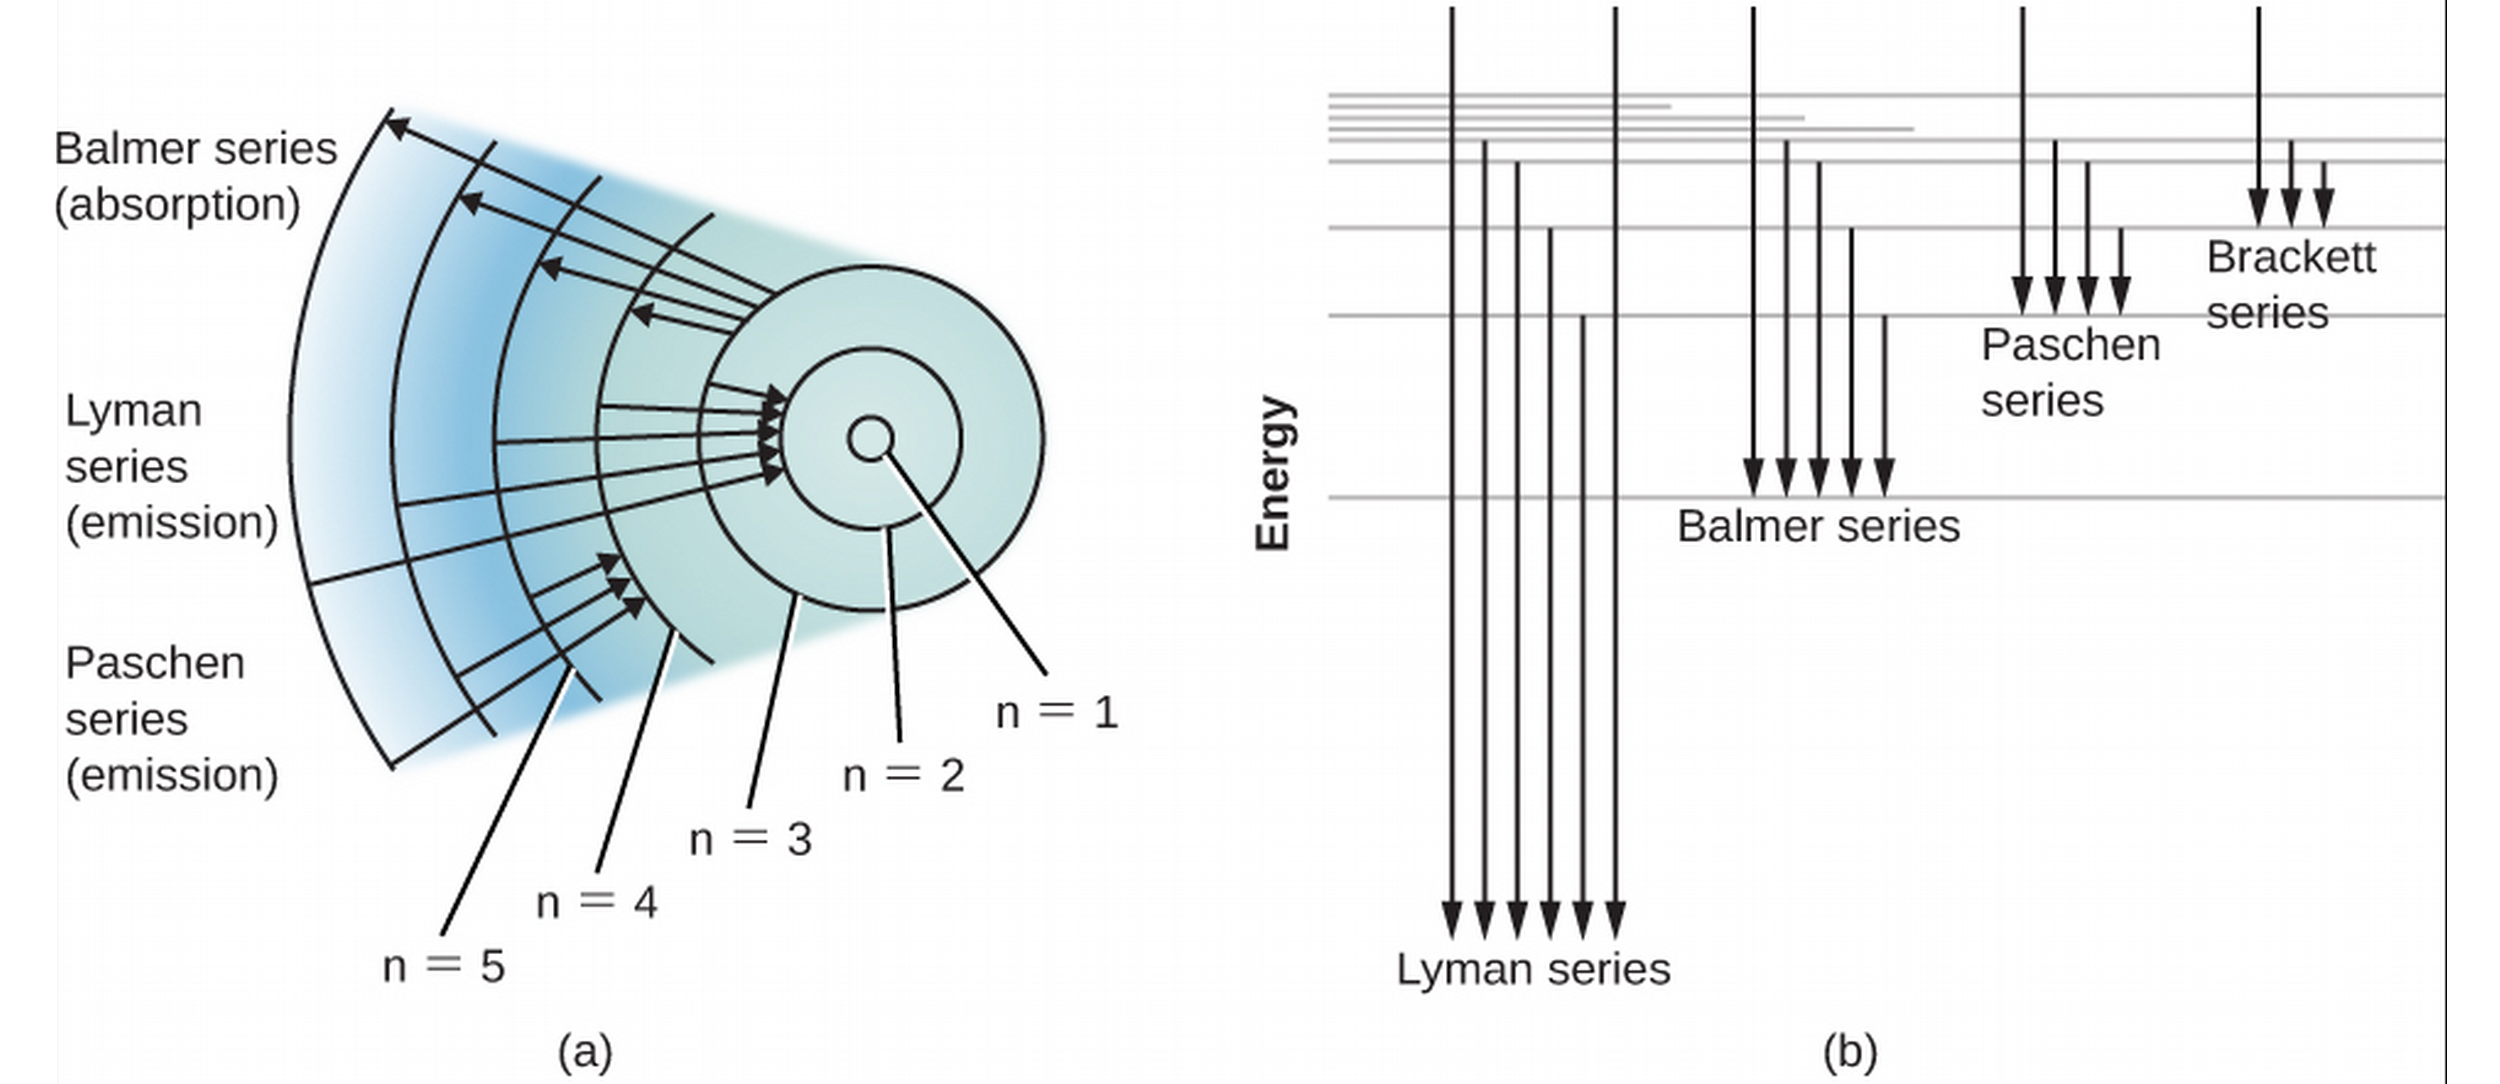 Balmer series
(absorption)
Lyman
series
(emission)
Paschen
series
(emission)
n = 1
n = 2
n = 3
n = 4
n = 5
(a)
Energy
Brackett
series
Paschen
series
Balmer series
Lyman series
(b)